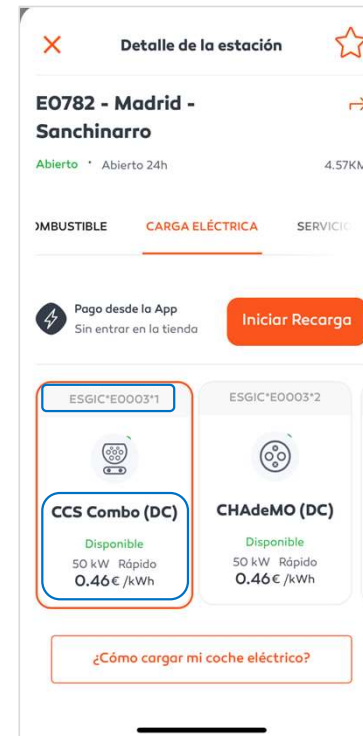 Detalle de la estación
E0782 - Madrid -
Sanchinarro
Abierto · Abierto 24h 4.57KM
OMBUSTIBLE CARGA ELÉCTRICA SERVICIO
Pago desde la App
Sin entrar en la tienda
Iniciar Recarga
ESGIC*E0003*1
CCS Combo (DC)
Disponible
50 kW Rápido
0.46€/kWh
ESGIC*E0003*2
CHAdeMO (DC)
Disponible
50 kW Rápido
0.46€/kWh
¿Cómo cargar mi coche eléctrico?